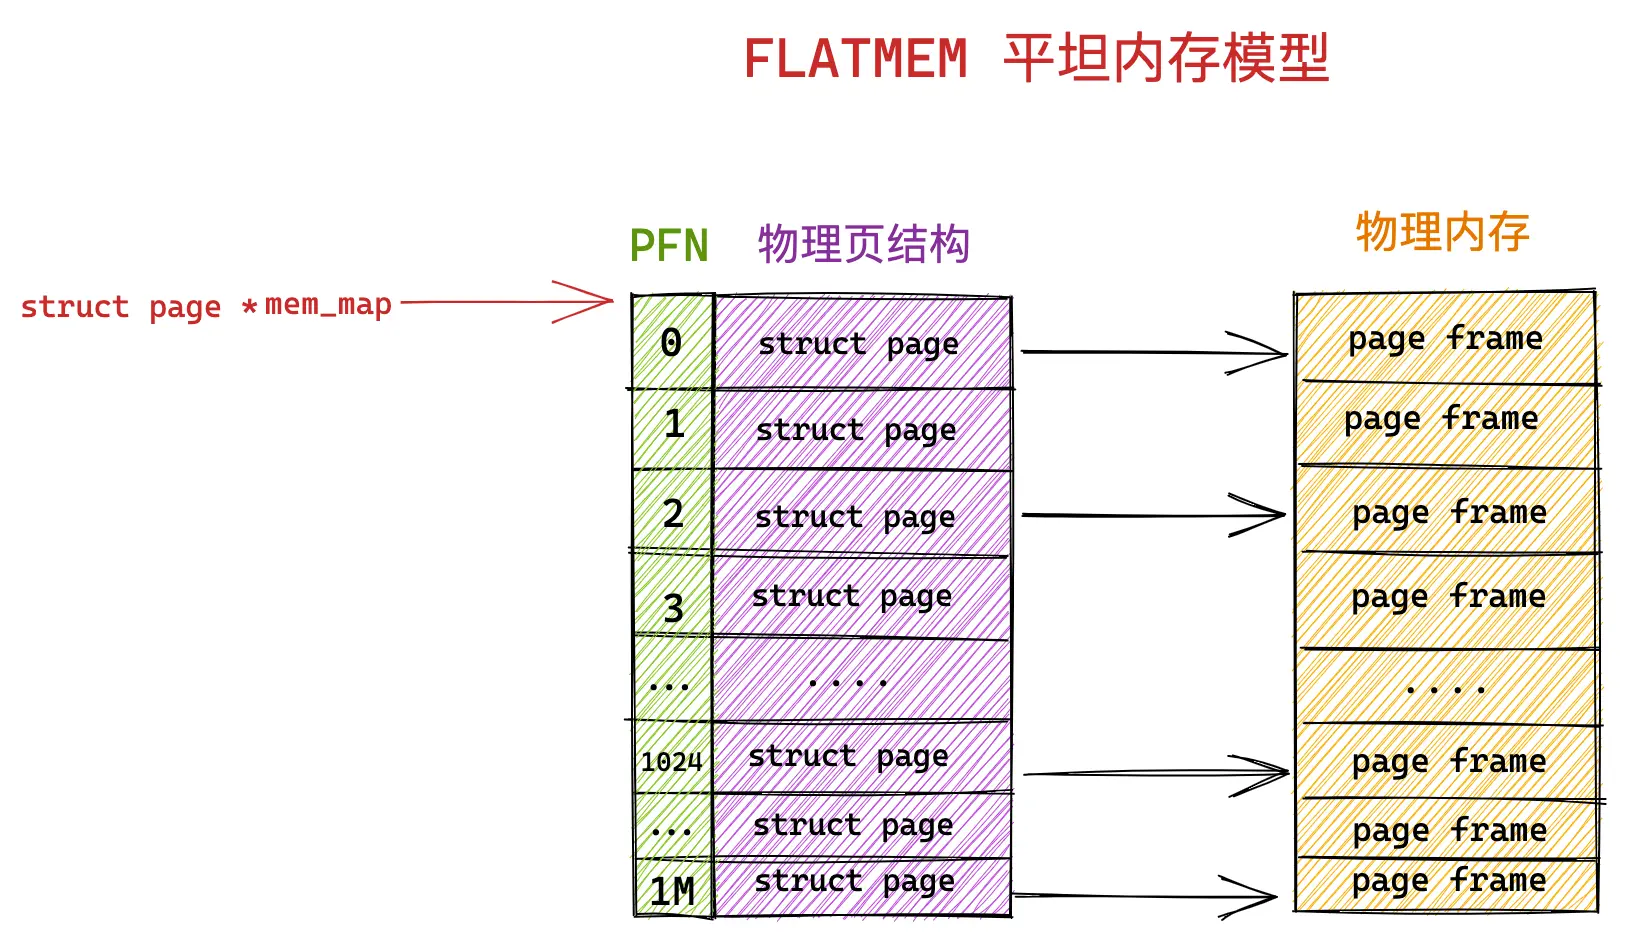 FLATMEM 平坦内存模型
PFN 物理页结构 物理内存
struct page * mem_map
0 struct page page frame
1 struct page page frame
2 struct page page frame
3 struct page page frame
... .... ....
1024 struct page page frame
... struct page page frame
1M struct page page frame